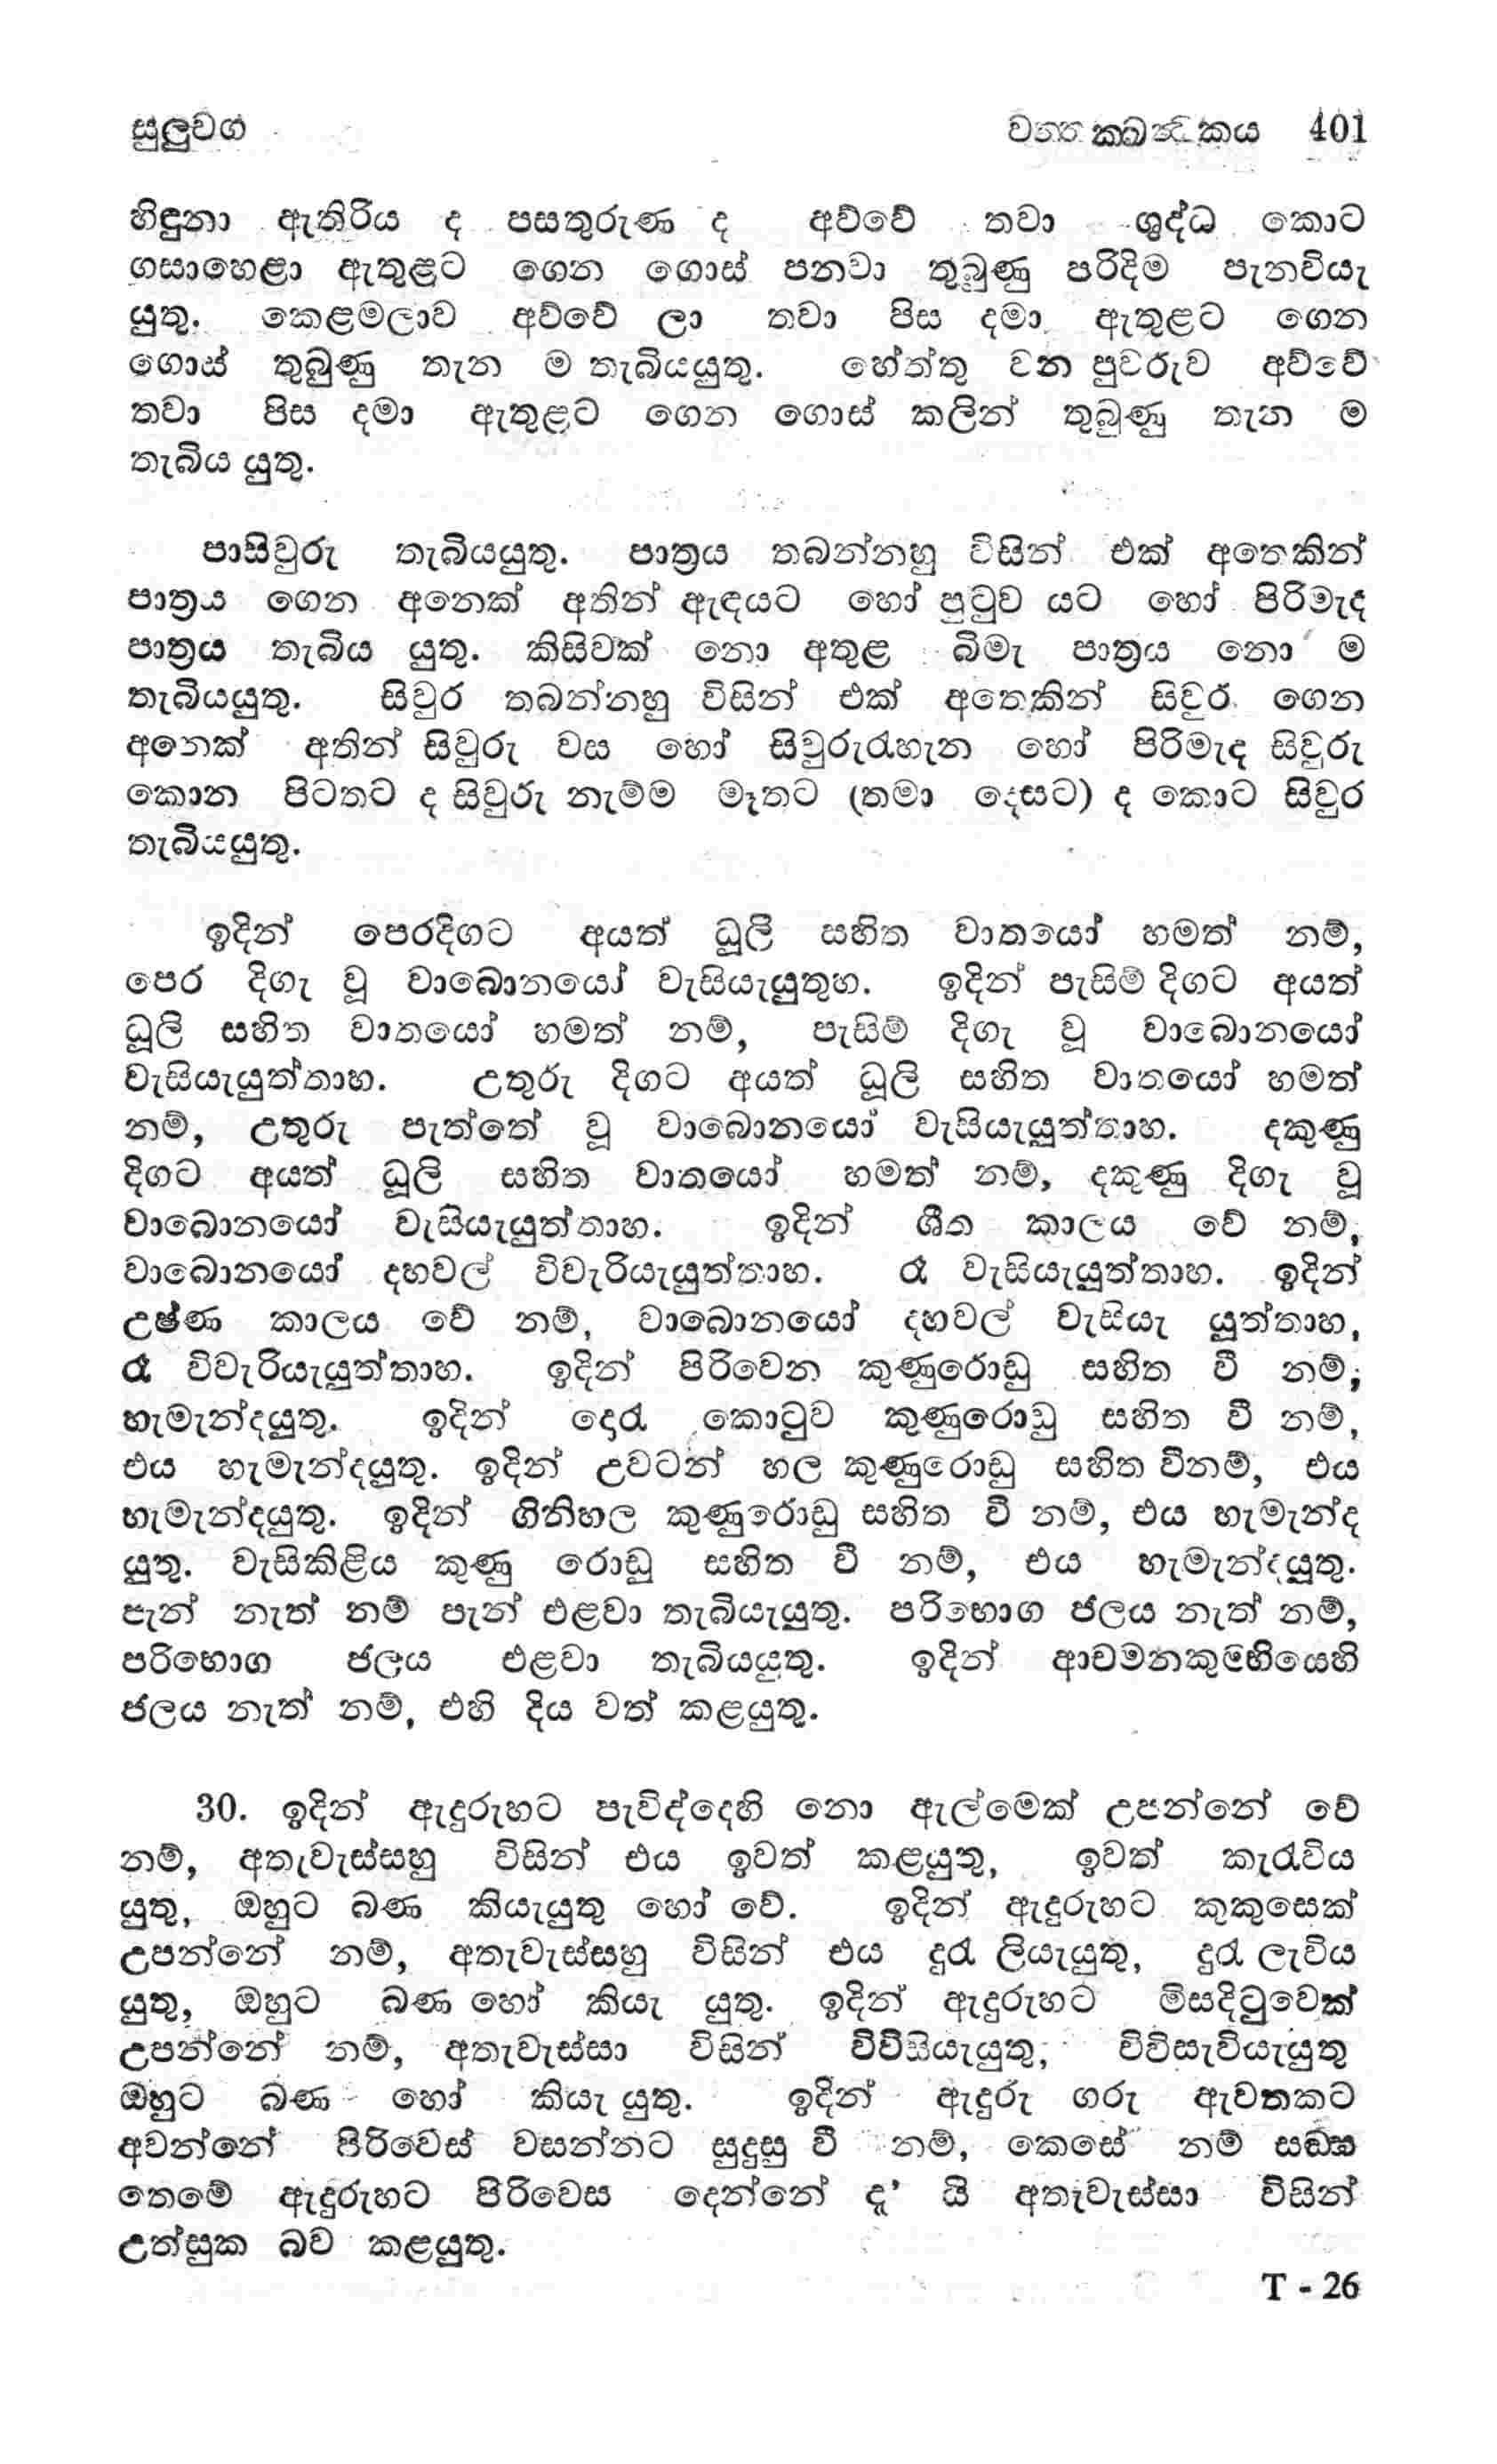 සුලුවග
වත්තක්ඛන්ධකය 401
හිඳුනා ඇතිරිය ද පසතුරුණ ද අව්වේ තවා ශුද්ධ කොට
ගසාහෙළා ඇතුළට ගෙන ගොස් පනවා තුබුණු පරිදිම පැනවියැ
යුතු. කෙළමලාව අව්වේ ලා තවා පිස දමා ඇතුළට ගෙන
ගොස් තුබුණු තැන ම තැබියයුතු. හේත්තු වන පුවරුව අව්වේ
තවා පිස දමා ඇතුළට ගෙන ගොස් කලින් තුබුණු තැන ම
තැබිය යුතු.
පාසිවුරු තැබියයුතු. පාත්‍රය තබන්නහු විසින් එක් අතෙකින්
පාත්‍රය ගෙන අනෙක් අතින් ඇඳයට හෝ පුටුව යට හෝ පිරිමැද
පාත්‍රය තැබිය යුතු. කිසිවක් නො අතුළ බිමැ පාත්‍රය නො ම
තැබියයුතු. සිවුර තබන්නහු විසින් එක් අතෙකින් සිවුරු ගෙන
අනෙක් අතින් සිවුරු වස හෝ සිවුරුරැහැන හෝ පිරිමැද සිවුරු
කොන පිටතට ද සිවුරු නැම්ම මෑතට (තමා දෙසට) ද කොට සිවුර
තැබියයුතු.
ඉදින් පෙරදිගට අයත් ධූලි සහිත වාතයෝ හමත් නම්,
පෙර දිගැ වූ වාබොනයෝ වැසියැයුතුහ. ඉදින් පැසිම් දිගට අයත්
ධූලි සහිත වාතයෝ හමත් නම්, පැසිම් දිගැ වූ වාබොනයෝ
වැසියැයුත්තාහ. උතුරු දිගට අයත් ධූලි සහිත වාතයෝ හමත්
නම්, උතුරු පැත්තේ වූ වාබොනයෝ වැසියැයුත්තාහ. දකුණු
දිගට අයත් ධූලි සහිත වාතයෝ හමත් නම්, දකුණු දිගැ වූ
වාබොනයෝ වැසියැයුත්තාහ. ඉදින් ශීත කාලය වේ නම්,
වාබොනයෝ දහවල් විවැරියැයුත්තාහ. රෑ වැසියැයුත්තාහ. ඉදින්
උෂ්ණ කාලය වේ නම්, වාබොනයෝ දහවල් වැසියැ යුත්තාහ,
රෑ විවැරියැයුත්තාහ. ඉදින් පිරිවෙන කුණුරොඩු සහිත වී නම්,
හැමැන්දයුතු. ඉදින් දොරැ කොටුව කුණුරොඩු සහිත වී නම්,
එය හැමැන්දයුතු. ඉදින් උවටන් හල කුණුරොඩු සහිත වීනම්, එය
හැමැන්දයුතු. ඉදින් ගිනිහල කුණුරොඩු සහිත වී නම්, එය හැමැන්ද
යුතු. වැසිකිළිය කුණු රොඩු සහිත වී නම්, එය හැමැන්දයුතු.
පැන් නැත් නම් පැන් එළවා තැබියැයුතු. පරිභොග ජලය නැත් නම්,
පරිභොග ජලය එළවා තැබියයුතු. ඉදින් ආචමනකුම්භියෙහි
ජලය නැත් නම්, එහි දිය වත් කළයුතු.
30. ඉදින් ඇදුරුහට පැවිද්දෙහි නො ඇල්මෙක් උපන්නේ වේ
නම්, අතැවැස්සහු විසින් එය ඉවත් කළයුතු, ඉවත් කැරැවිය
යුතු, ඔහුට බණ කියැයුතු හෝ වේ. ඉදින් ඇදුරුහට කුකුසෙක්
උපන්නේ නම්, අතැවැස්සහු විසින් එය දුරැ ලියැයුතු, දුරැ ලැවිය
යුතු, ඔහුට බණ හෝ කියැ යුතු. ඉදින් ඇදුරුහට මිසදිටුවෙක්
උපන්නේ නම්, අතැවැස්සා විසින් විවිසියැයුතු, විවිසැවියැයුතු
ඔහුට බණ හෝ කියැ යුතු. ඉදින් ඇදුරු ගරු ඇවතකට
අවන්නේ පිරිවෙස් වසන්නට සුදුසු වී නම්, කෙසේ නම් සඞ්ඝ
තෙමේ ඇදුරුහට පිරිවෙස දෙන්නේ දැ' යි අතැවැස්සා විසින්
උත්සුක බව කළයුතු.
T - 26